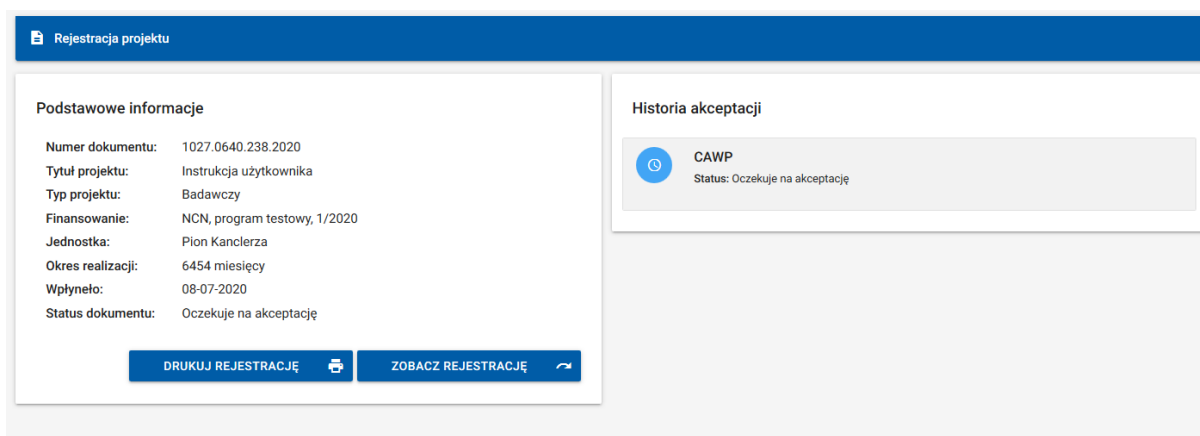 Rejestracja projektu
Podstawowe informacje
Numer dokumentu: 1027.0640.238.2020
Tytuł projektu: Instrukcja użytkownika
Typ projektu: Badawczy
Finansowanie: NCN, program testowy, 1/2020
Jednostka: Pion Kanclerza
Okres realizacji: 6454 miesięcy
Wpłyneło: 08-07-2020
Status dokumentu: Oczekuje na akceptację
DRUKUJ REJESTRACJĘ
ZOBACZ REJESTRACJĘ
Historia akceptacji
CAWP
Status: Oczekuje na akceptację